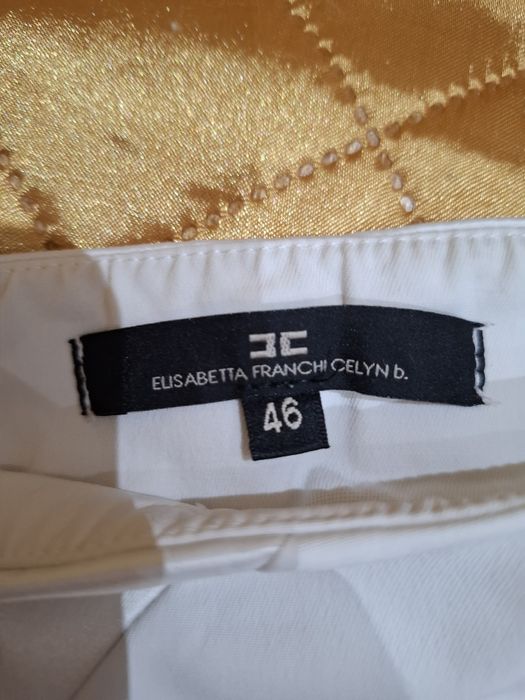 ELISABETTA FRANCHI CELYN b.
46